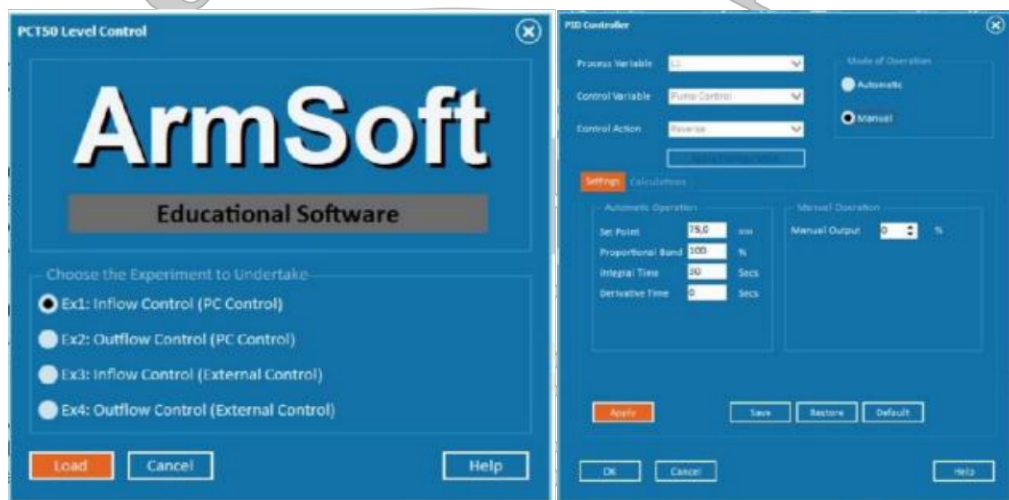 PCT50 Level Control
ArmSoft
Educational Software
Choose the Experiment to Undertake
Ex1: Inflow Control (PC Control)
Ex2: Outflow Control (PC Control)
Ex3: Inflow Control (External Control)
Ex4: Outflow Control (External Control)
Load Cancel Help
PID Controller
Process Variable L1
Mode of Operation
Automatic
Control Variable Pump Control
Manual
Control Action Reverse
Settings Calculations
Automatic Operation
Manual Operation
Set Point 75,0 mm
Manual Output 0 %
Proportional Band 100 %
Integral Time 30 Secs
Derivative Time 0 Secs
Apply Save Restore Default
OK Cancel Help